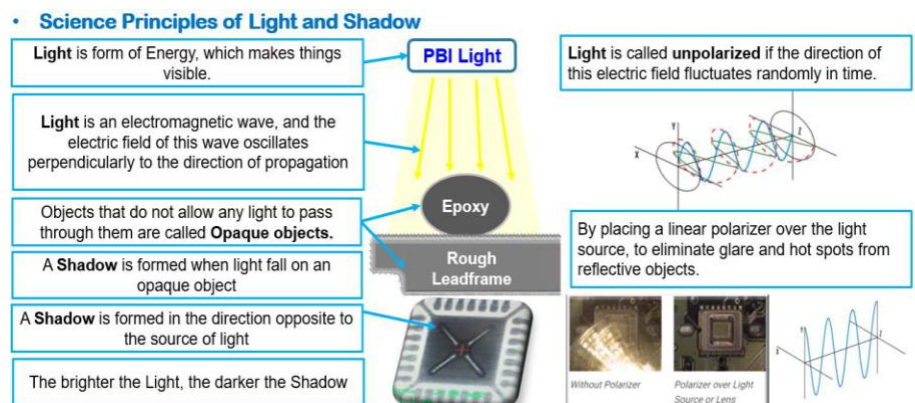 • Science Principles of Light and Shadow
Light is form of Energy, which makes things
visible.
Light is an electromagnetic wave, and the
electric field of this wave oscillates
perpendicularly to the direction of propagation
Objects that do not allow any light to pass
through them are called Opaque objects.
A Shadow is formed when light fall on an
opaque object
A Shadow is formed in the direction opposite to
the source of light
The brighter the Light, the darker the Shadow
PBI Light
Epoxy
Rough
Leadframe
Light is called unpolarized if the direction of
this electric field fluctuates randomly in time.
Y
Z
X
By placing a linear polarizer over the light
source, to eliminate glare and hot spots from
reflective objects.
Without Polarizer
Polarizer over Light
Source or Lens